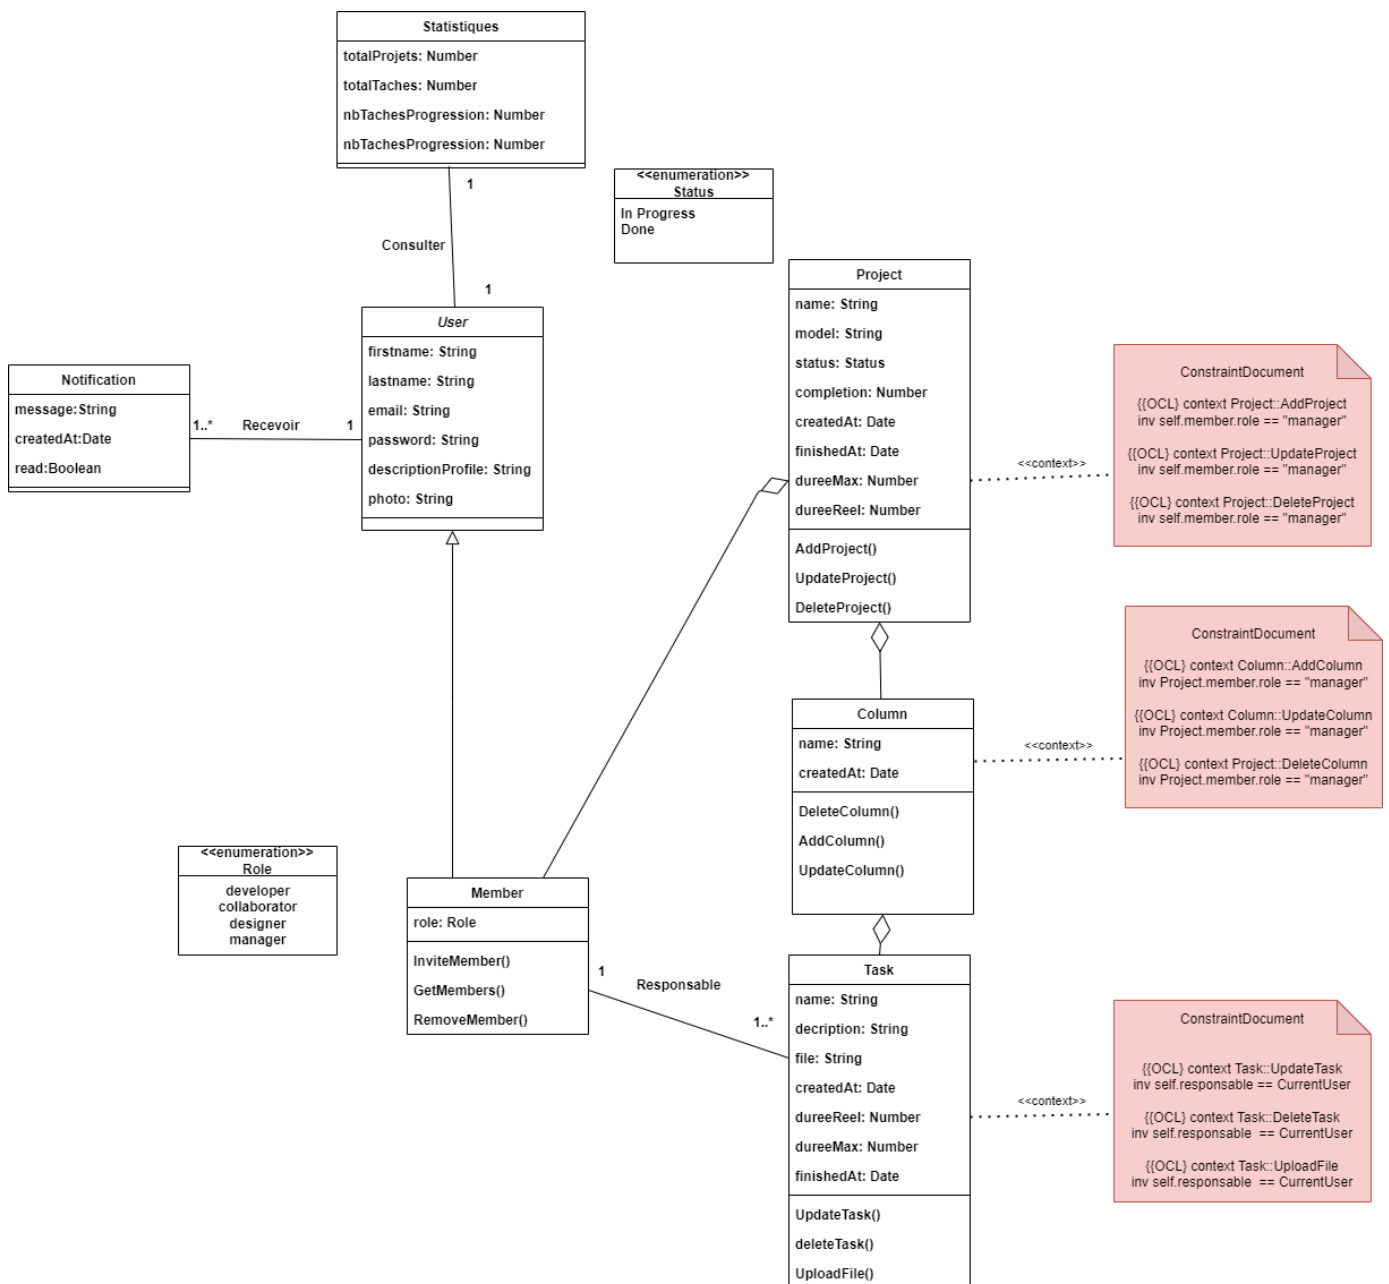 Statistiques
totalProjets: Number
totalTaches: Number
nbTachesProgression: Number
nbTachesProgression: Number
1
Consulter
1
<<enumeration>>
Status
In Progress
Done
User
firstname: String
lastname: String
email: String
password: String
descriptionProfile: String
photo: String
Notification
message:String
createdAt:Date
read:Boolean
1..*
Recevoir
1
Project
name: String
model: String
status: Status
completion: Number
createdAt: Date
finishedAt: Date
dureeMax: Number
dureeReel: Number
AddProject()
UpdateProject()
DeleteProject()
<<context>>
ConstraintDocument
{{OCL} context Project::AddProject
inv self.member.role == "manager"
{{OCL} context Project::UpdateProject
inv self.member.role == "manager"
{{OCL} context Project::DeleteProject
inv self.member.role == "manager"
Column
name: String
createdAt: Date
DeleteColumn()
AddColumn()
UpdateColumn()
<<context>>
ConstraintDocument
{{OCL} context Column::AddColumn
inv Project.member.role == "manager"
{{OCL} context Column::UpdateColumn
inv Project.member.role == "manager"
{{OCL} context Project::DeleteColumn
inv Project.member.role == "manager"
<<enumeration>>
Role
developer
collaborator
designer
manager
Member
role: Role
InviteMember()
GetMembers()
RemoveMember()
1
Responsable
1..*
Task
name: String
decription: String
file: String
createdAt: Date
dureeReel: Number
dureeMax: Number
finishedAt: Date
UpdateTask()
deleteTask()
UploadFile()
<<context>>
ConstraintDocument
{{OCL} context Task::UpdateTask
inv self.responsable == CurrentUser
{{OCL} context Task::DeleteTask
inv self.responsable == CurrentUser
{{OCL} context Task::UploadFile
inv self.responsable == CurrentUser